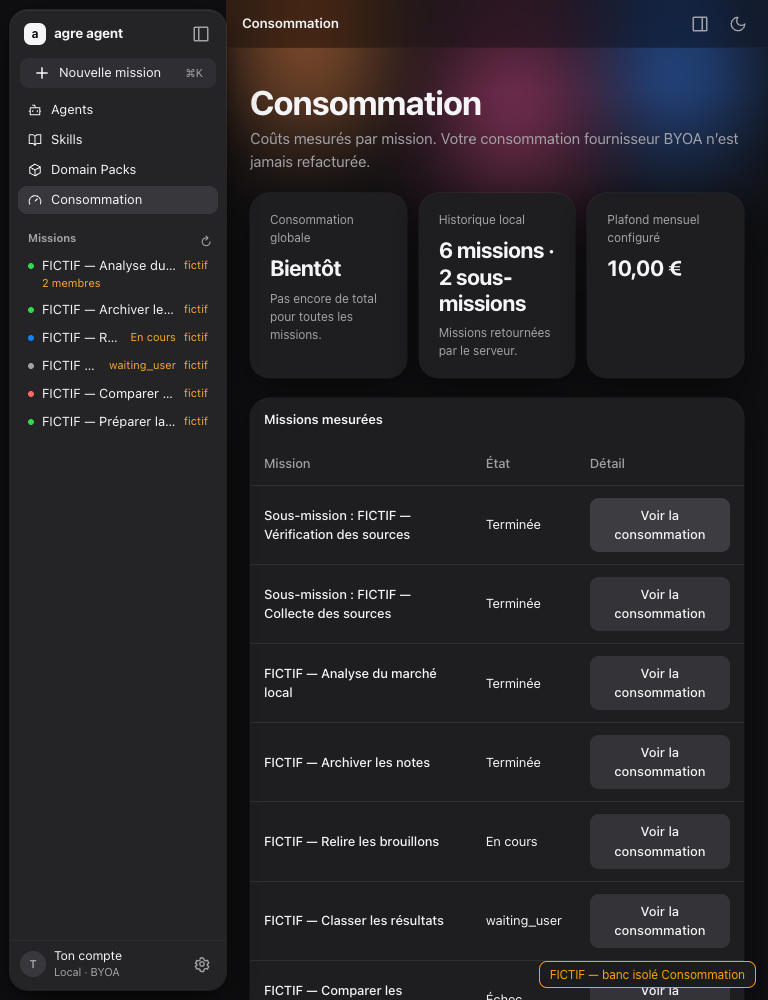 a agre agent
Nouvelle mission ⌘K
Agents
Skills
Domain Packs
Consommation
Missions
FICTIF — Analyse du... fictif
2 membres
FICTIF — Archiver le... fictif
FICTIF — R... En cours fictif
FICTIF ... waiting_user fictif
FICTIF — Comparer ... fictif
FICTIF — Préparer la... fictif
T Ton compte
Local · BYOA
Consommation
Consommation
Coûts mesurés par mission. Votre consommation fournisseur BYOA n’est
jamais refacturée.
Consommation
globale
Bientôt
Pas encore de total
pour toutes les
missions.
Historique local
6 missions ·
2 sous-
missions
Missions retournées
par le serveur.
Plafond mensuel
configuré
10,00 €
Missions mesurées
Mission État Détail
Sous-mission : FICTIF —
Vérification des sources
Terminée
Voir la
consommation
Sous-mission : FICTIF —
Collecte des sources
Terminée
Voir la
consommation
FICTIF — Analyse du marché
local
Terminée
Voir la
consommation
FICTIF — Archiver les notes
Terminée
Voir la
consommation
FICTIF — Relire les brouillons
En cours
Voir la
consommation
FICTIF — Classer les résultats
waiting_user
Voir la
consommation
FICTIF — Comparer les
Échec
Voir la
FICTIF — banc isolé Consommation